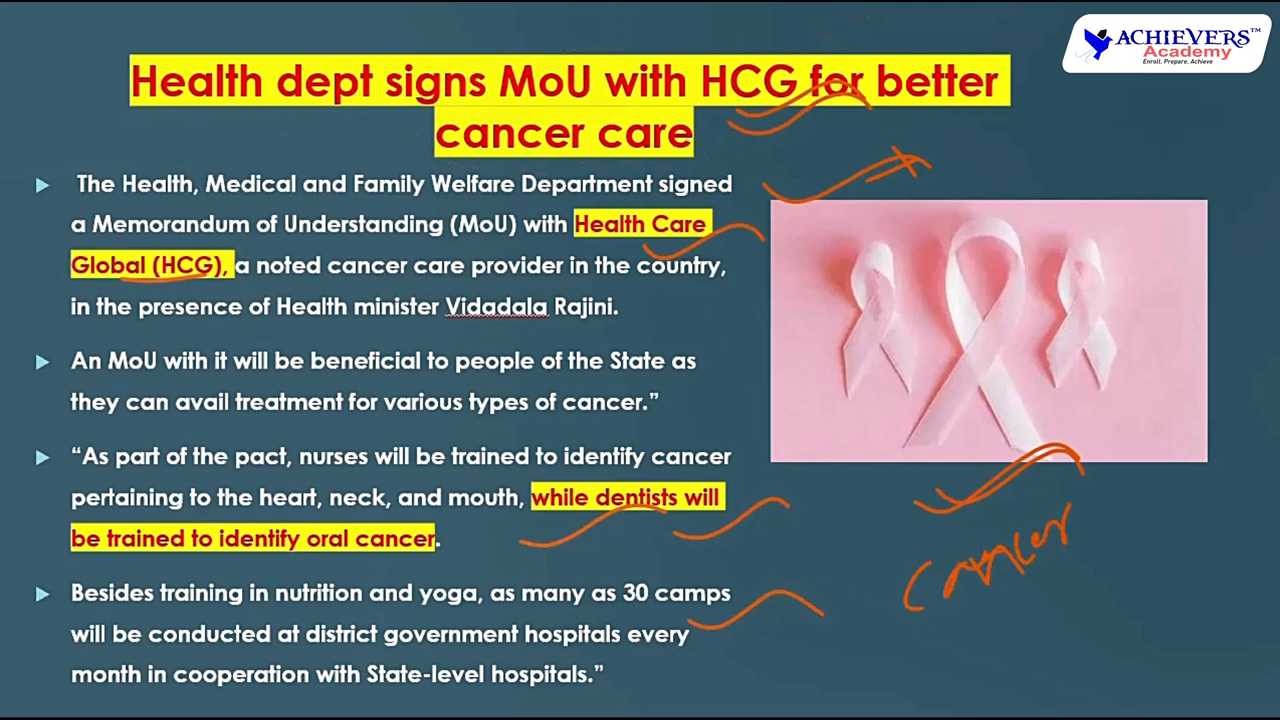 ACHIEVERS™
Academy
Enroll. Prepare. Achieve
Health dept signs MoU with HCG for better
cancer care
The Health, Medical and Family Welfare Department signed
a Memorandum of Understanding (MoU) with Health Care
Global (HCG), a noted cancer care provider in the country,
in the presence of Health minister Vidadala Rajini.
An MoU with it will be beneficial to people of the State as
they can avail treatment for various types of cancer.”
“As part of the pact, nurses will be trained to identify cancer
pertaining to the heart, neck, and mouth, while dentists will
be trained to identify oral cancer.
Besides training in nutrition and yoga, as many as 30 camps
will be conducted at district government hospitals every
month in cooperation with State-level hospitals.”
cancer